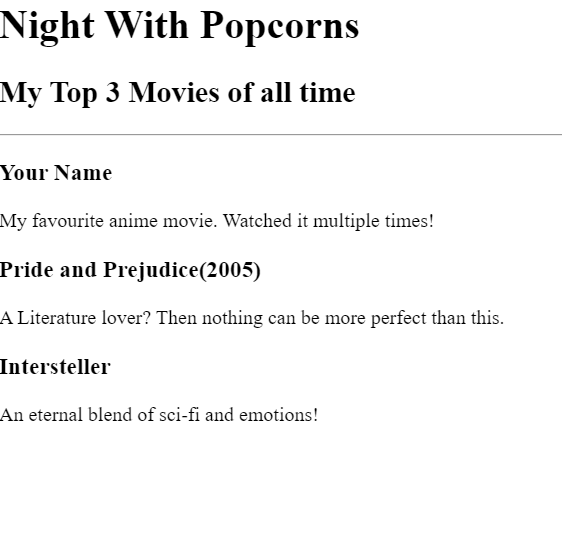 Night With Popcorns
My Top 3 Movies of all time
Your Name
My favourite anime movie. Watched it multiple times!
Pride and Prejudice(2005)
A Literature lover? Then nothing can be more perfect than this.
Intersteller
An eternal blend of sci-fi and emotions!